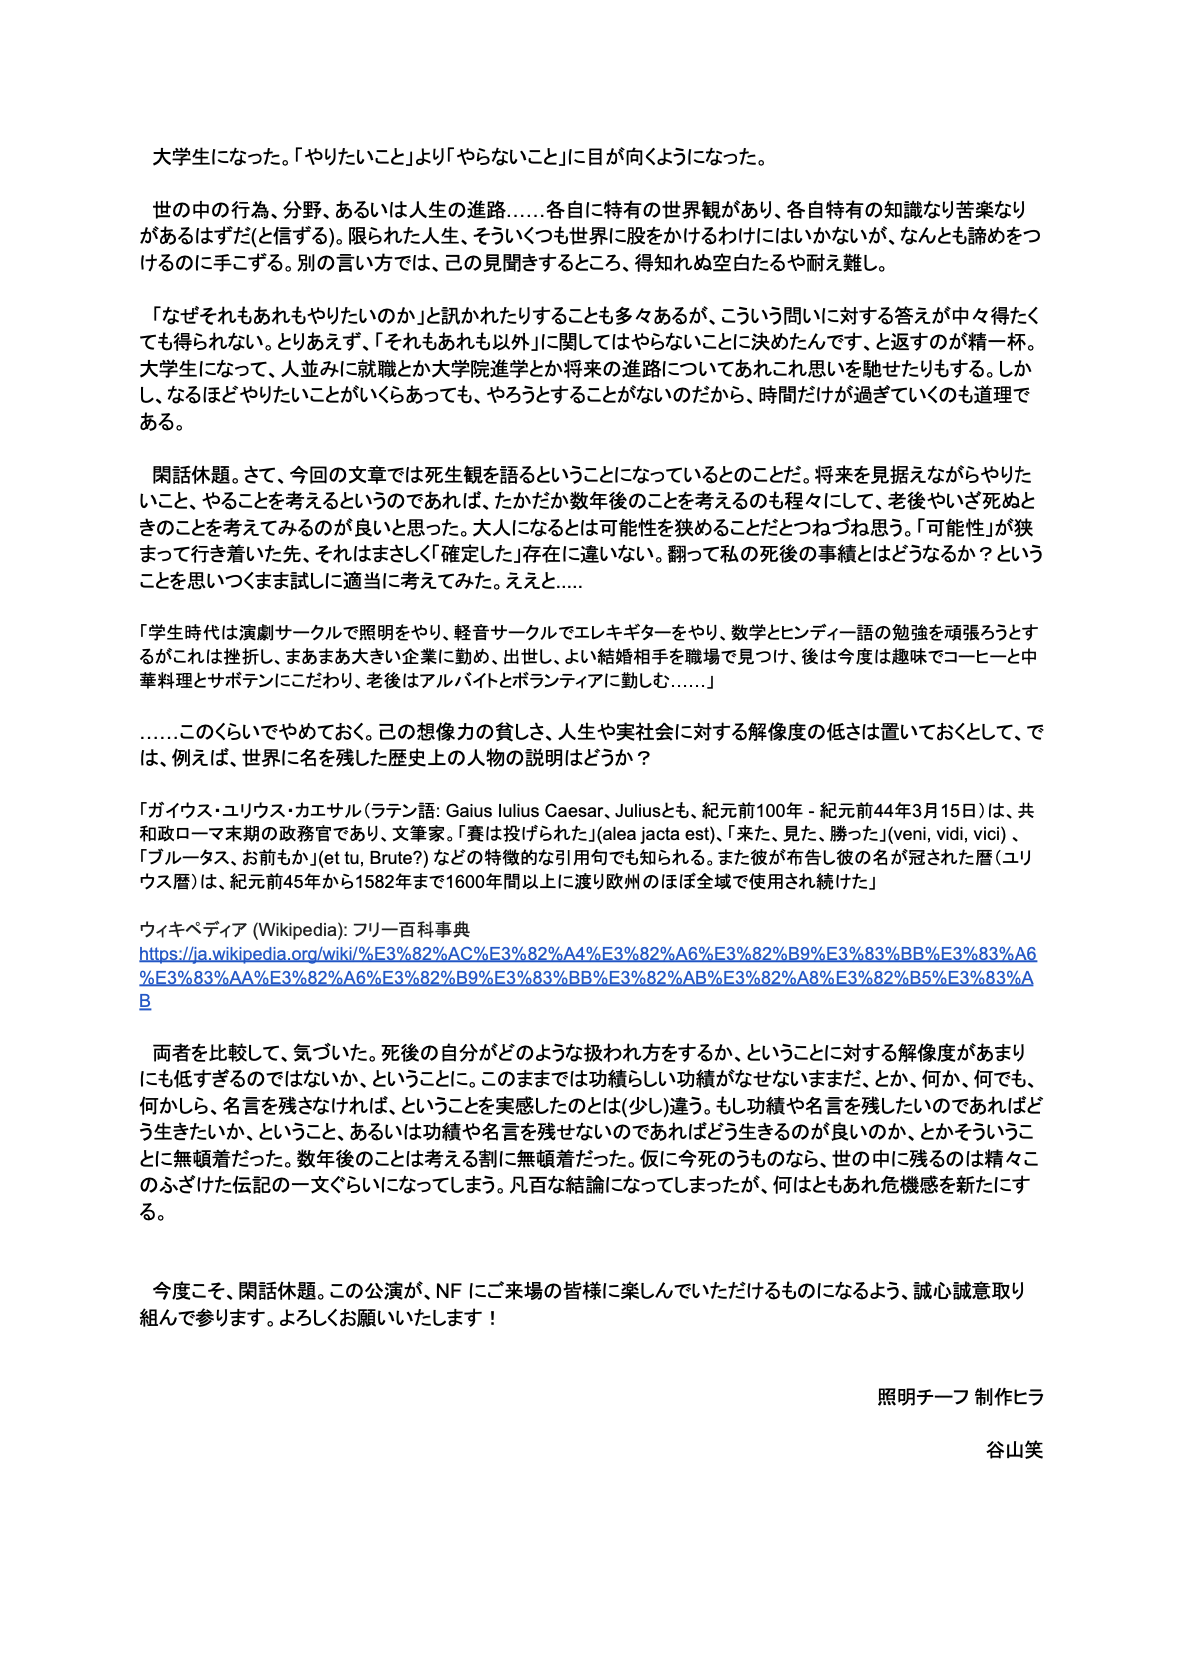 大学生になった。「やりたいこと」より「やらないこと」に目が向くようになった。
世の中の行為、分野、あるいは人生の進路……各自に特有の世界観があり、各自特有の知識なり苦楽なり
があるはずだ(と信ずる)。限られた人生、そういくつも世界に股をかけるわけにはいかないが、なんとも諦めをつ
けるのに手こずる。別の言い方では、己の見聞きするところ、得知れぬ空白たるや耐え難し。
「なぜそれもあれもやりたいのか」と訊かれたりすることも多々あるが、こういう問いに対する答えが中々得たく
ても得られない。とりあえず、「それもあれも以外」に関してはやらないことに決めたんです、と返すのが精一杯。
大学生になって、人並みに就職とか大学院進学とか将来の進路についてあれこれ思いを馳せたりもする。しか
し、なるほどやりたいことがいくらあっても、やろうとすることがないのだから、時間だけが過ぎていくのも道理で
ある。
閑話休題。さて、今回の文章では死生観を語るということになっているとのことだ。将来を見据えながらやりた
いこと、やることを考えるというのであれば、たかだか数年後のことを考えるのも程々にして、老後やいざ死ぬと
きのことを考えてみるのが良いと思った。大人になるとは可能性を狭めることだとつねづね思う。「可能性」が狭
まって行き着いた先、それはまさしく「確定した」存在に違いない。翻って私の死後の事績とはどうなるか？という
ことを思いつくまま試しに適当に考えてみた。ええと.....
「学生時代は演劇サークルで照明をやり、軽音サークルでエレキギターをやり、数学とヒンディー語の勉強を頑張ろうとす
るがこれは挫折し、まあまあ大きい企業に勤め、出世し、よい結婚相手を職場で見つけ、後は今度は趣味でコーヒーと中
華料理とサボテンにこだわり、老後はアルバイトとボランティアに勤しむ……」
……このくらいでやめておく。己の想像力の貧しさ、人生や実社会に対する解像度の低さは置いておくとして、で
は、例えば、世界に名を残した歴史上の人物の説明はどうか？
「ガイウス・ユリウス・カエサル（ラテン語: Gaius Iulius Caesar、Juliusとも、紀元前100年 - 紀元前44年3月15日）は、共
和政ローマ末期の政務官であり、文筆家。「賽は投げられた」(alea jacta est)、「来た、見た、勝った」(veni, vidi, vici) 、
「ブルータス、お前もか」(et tu, Brute?) などの特徴的な引用句でも知られる。また彼が布告し彼の名が冠された暦（ユリ
ウス暦）は、紀元前45年から1582年まで1600年間以上に渡り欧州のほぼ全域で使用され続けた」
ウィキペディア (Wikipedia): フリー百科事典
https://ja.wikipedia.org/wiki/%E3%82%AC%E3%82%A4%E3%82%A6%E3%82%B9%E3%83%BB%E3%83%A6
%E3%83%AA%E3%82%A6%E3%82%B9%E3%83%BB%E3%82%AB%E3%82%A8%E3%82%B5%E3%83%A
B
両者を比較して、気づいた。死後の自分がどのような扱われ方をするか、ということに対する解像度があまり
にも低すぎるのではないか、ということに。このままでは功績らしい功績がなせないままだ、とか、何か、何でも、
何かしら、名言を残さなければ、ということを実感したのとは(少し)違う。もし功績や名言を残したいのであればど
う生きたいか、ということ、あるいは功績や名言を残せないのであればどう生きるのが良いのか、とかそういうこ
とに無頓着だった。数年後のことは考える割に無頓着だった。仮に今死のうものなら、世の中に残るのは精々こ
のふざけた伝記の一文ぐらいになってしまう。凡百な結論になってしまったが、何はともあれ危機感を新たにす
る。
今度こそ、閑話休題。この公演が、NF にご来場の皆様に楽しんでいただけるものになるよう、誠心誠意取り
組んで参ります。よろしくお願いいたします！
照明チーフ 制作ヒラ
谷山笑